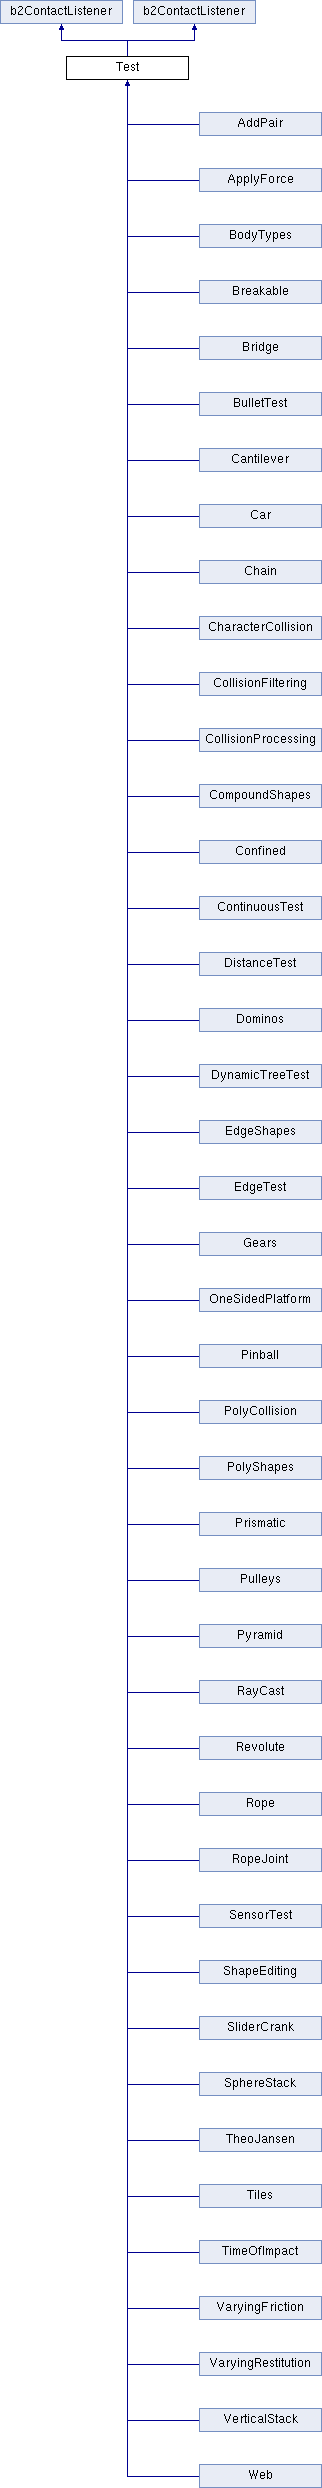 b2ContactListener b2ContactListener
Test
AddPair
ApplyForce
BodyTypes
Breakable
Bridge
BulletTest
Cantilever
Car
Chain
CharacterCollision
CollisionFiltering
CollisionProcessing
CompoundShapes
Confined
ContinuousTest
DistanceTest
Dominos
DynamicTreeTest
EdgeShapes
EdgeTest
Gears
OneSidedPlatform
Pinball
PolyCollision
PolyShapes
Prismatic
Pulleys
Pyramid
RayCast
Revolute
Rope
RopeJoint
SensorTest
ShapeEditing
SliderCrank
SphereStack
TheoJansen
Tiles
TimeOfImpact
VaryingFriction
VaryingRestitution
VerticalStack
Web